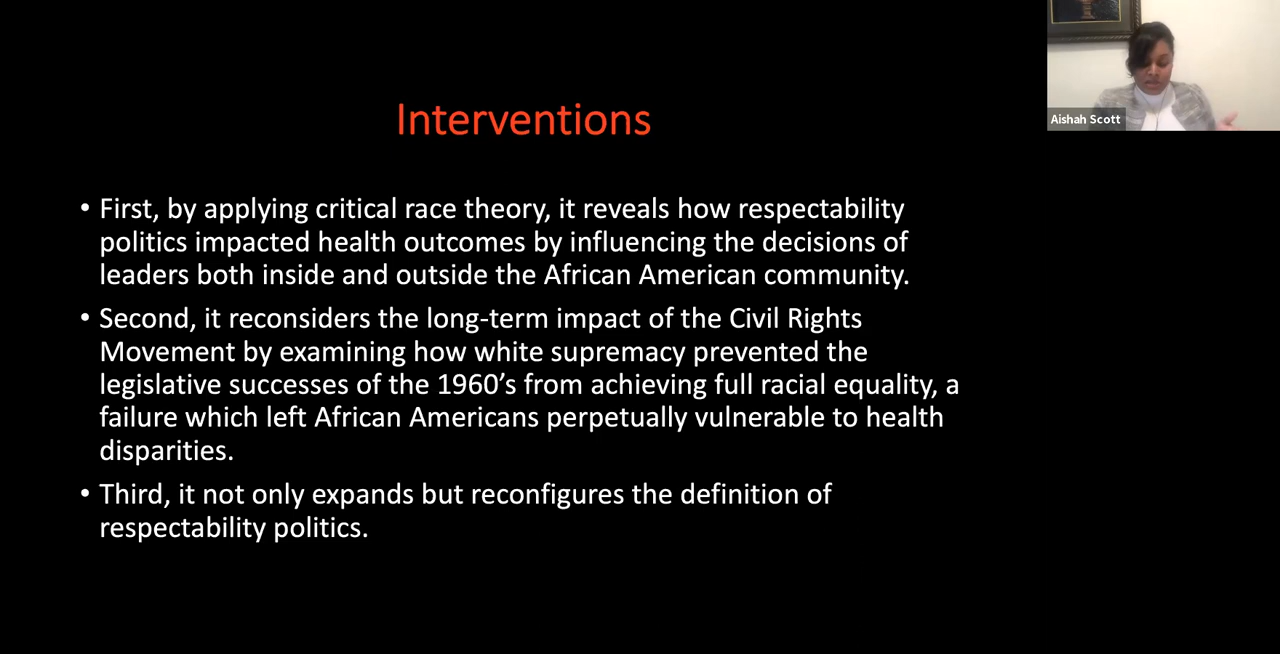 Interventions
Aishah Scott
• First, by applying critical race theory, it reveals how respectability
politics impacted health outcomes by influencing the decisions of
leaders both inside and outside the African American community.
• Second, it reconsiders the long-term impact of the Civil Rights
Movement by examining how white supremacy prevented the
legislative successes of the 1960’s from achieving full racial equality, a
failure which left African Americans perpetually vulnerable to health
disparities.
• Third, it not only expands but reconfigures the definition of
respectability politics.